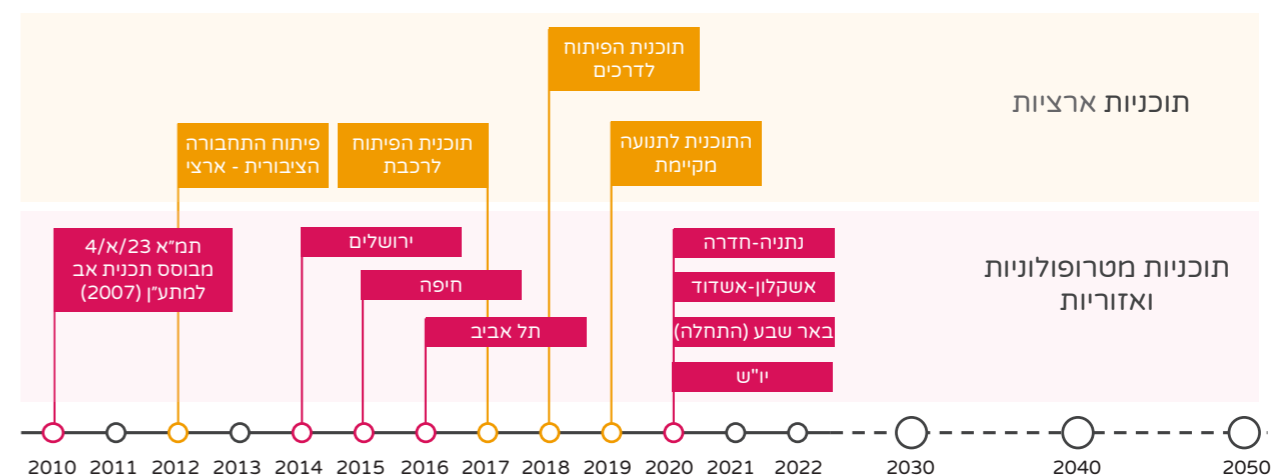 תוכניות ארציות
תוכנית הפיתוח
לדרכים
פיתוח התחבורה
הציבורית - ארצי
תוכנית הפיתוח
לרכבת
התוכנית לתנועה
מקיימת
תוכניות מטרופולוניות
ואזוריות
תמ״א 23/א/4
מבוסס תכנית אב
למתע״ן (2007)
ירושלים
חיפה
תל אביב
נתניה-חדרה
אשקלון-אשדוד
באר שבע (התחלה)
יו"ש
2010 2011 2012 2013 2014 2015 2016 2017 2018 2019 2020 2021 2022 2030 2040 2050